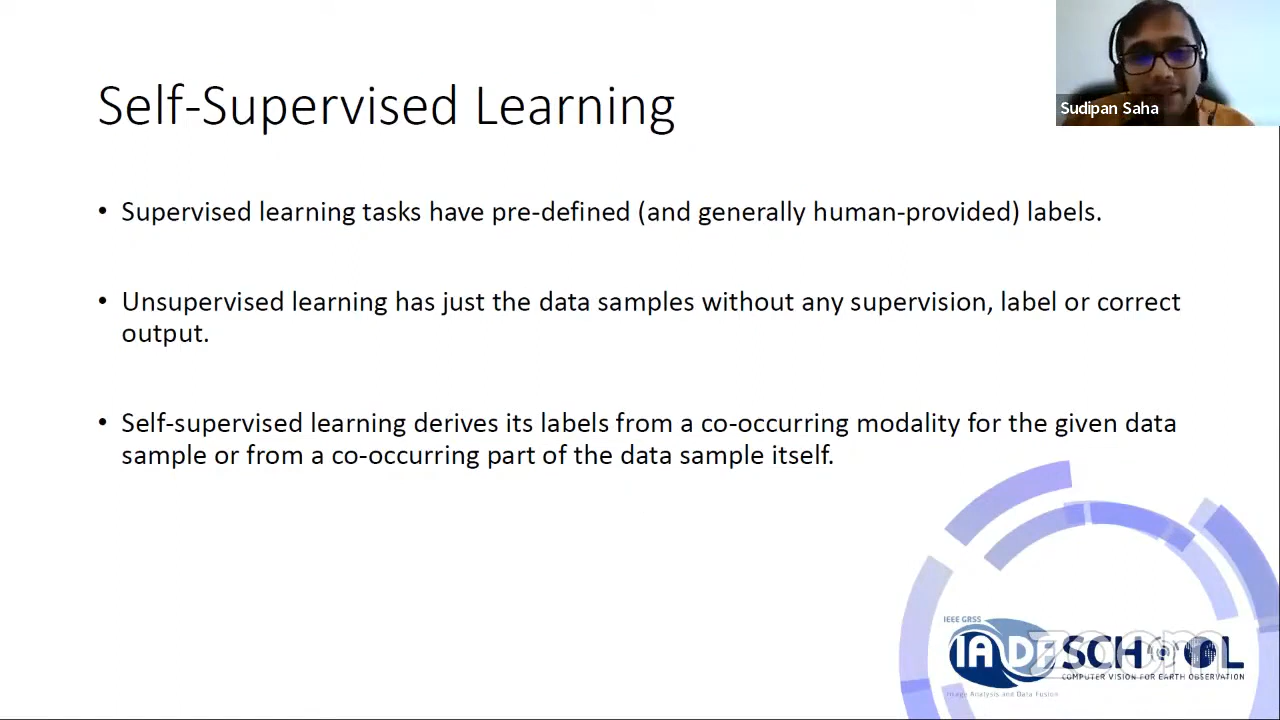 Self-Supervised Learning
Sudipan Saha
• Supervised learning tasks have pre-defined (and generally human-provided) labels.
• Unsupervised learning has just the data samples without any supervision, label or correct
output.
• Self-supervised learning derives its labels from a co-occurring modality for the given data
sample or from a co-occurring part of the data sample itself.
IEEE GRSS
IADF SCHOOL
zoom
COMPUTER VISION FOR EARTH OBSERVATION
Image Analysis and Data Fusion